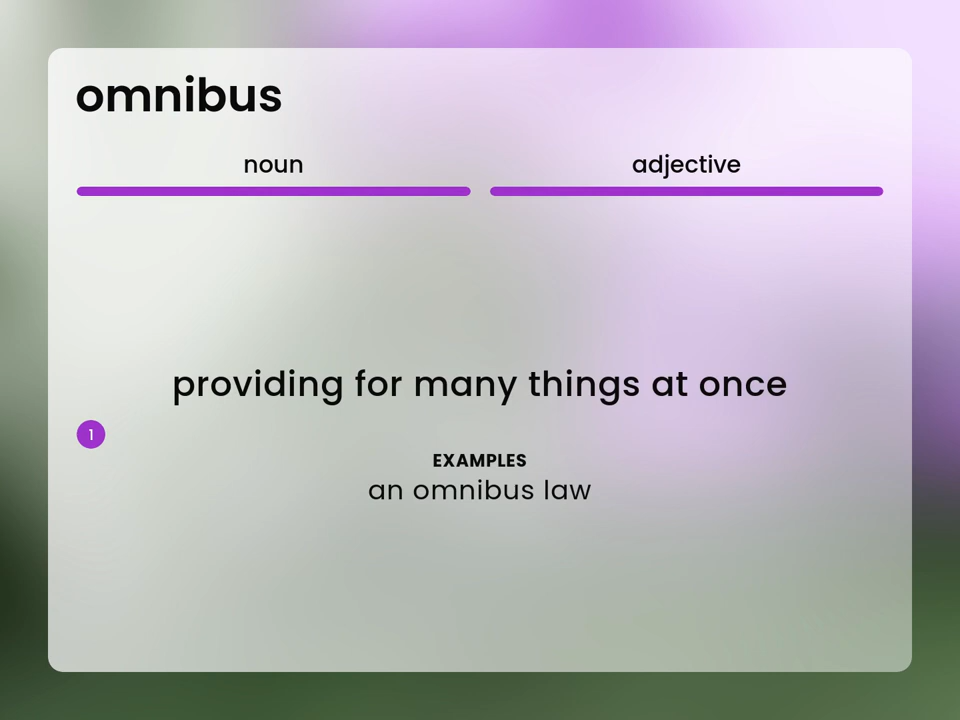 omnibus
noun
adjective
providing for many things at once
1
EXAMPLES
an omnibus law